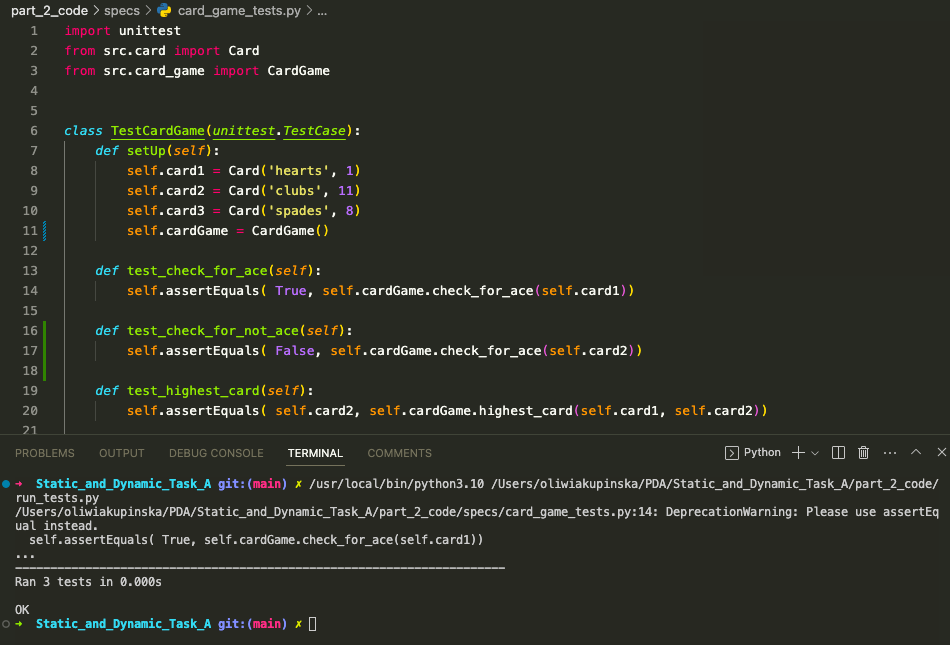 part_2_code > specs > card_game_tests.py > ...
1 import unittest
2 from src.card import Card
3 from src.card_game import CardGame
4
5
6 class TestCardGame(unittest.TestCase):
7 def setUp(self):
8 self.card1 = Card('hearts', 1)
9 self.card2 = Card('clubs', 11)
10 self.card3 = Card('spades', 8)
11 self.cardGame = CardGame()
12
13 def test_check_for_ace(self):
14 self.assertEquals( True, self.cardGame.check_for_ace(self.card1))
15
16 def test_check_for_not_ace(self):
17 self.assertEquals( False, self.cardGame.check_for_ace(self.card2))
18
19 def test_highest_card(self):
20 self.assertEquals( self.card2, self.cardGame.highest_card(self.card1, self.card2))
21
PROBLEMS OUTPUT DEBUG CONSOLE TERMINAL COMMENTS Python
→ Static_and_Dynamic_Task_A git:(main) ✗ /usr/local/bin/python3.10 /Users/oliwiakupinska/PDA/Static_and_Dynamic_Task_A/part_2_code/
run_tests.py
/Users/oliwiakupinska/PDA/Static_and_Dynamic_Task_A/part_2_code/specs/card_game_tests.py:14: DeprecationWarning: Please use assertEq
ual instead.
self.assertEquals( True, self.cardGame.check_for_ace(self.card1))
...
----------------------------------------------------------------------
Ran 3 tests in 0.000s
OK
→ Static_and_Dynamic_Task_A git:(main) ✗